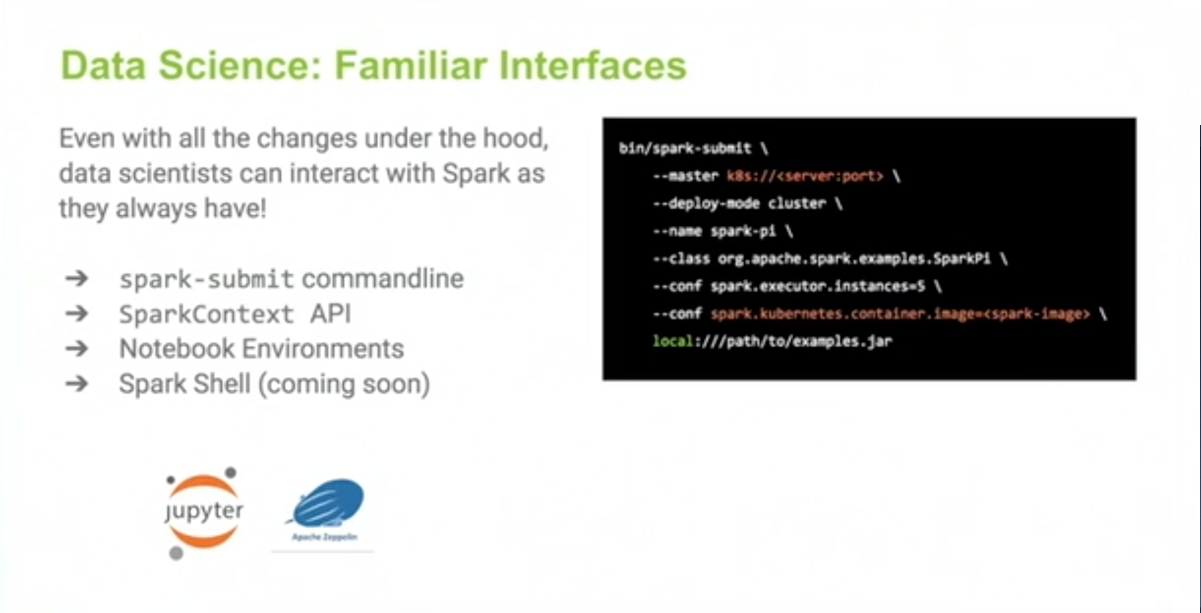 Data Science: Familiar Interfaces
Even with all the changes under the hood,
data scientists can interact with Spark as
they always have!
➔ spark-submit commandline
➔ SparkContext API
➔ Notebook Environments
➔ Spark Shell (coming soon)
bin/spark-submit \
--master k8s://<server:port> \
--deploy-mode cluster \
--name spark-pi \
--class org.apache.spark.examples.SparkPi \
--conf spark.executor.instances=5 \
--conf spark.kubernetes.container.image=<spark-image> \
local:///path/to/examples.jar
jupyter
Apache Zeppelin